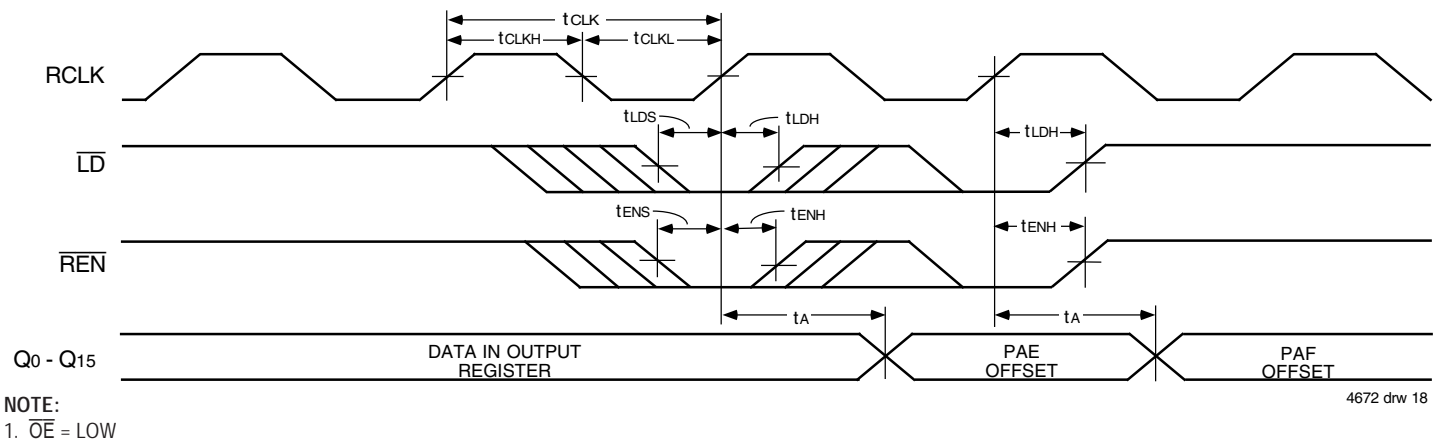 tCLK
tCLKH
tCLKL
RCLK
tLDS
tLDH
tLDH
LD
tENS
tENH
tENH
REN
tA
tA
Q0 - Q15
DATA IN OUTPUT
REGISTER
PAE
OFFSET
PAF
OFFSET
4672 drw 18
NOTE:
1. OE = LOW